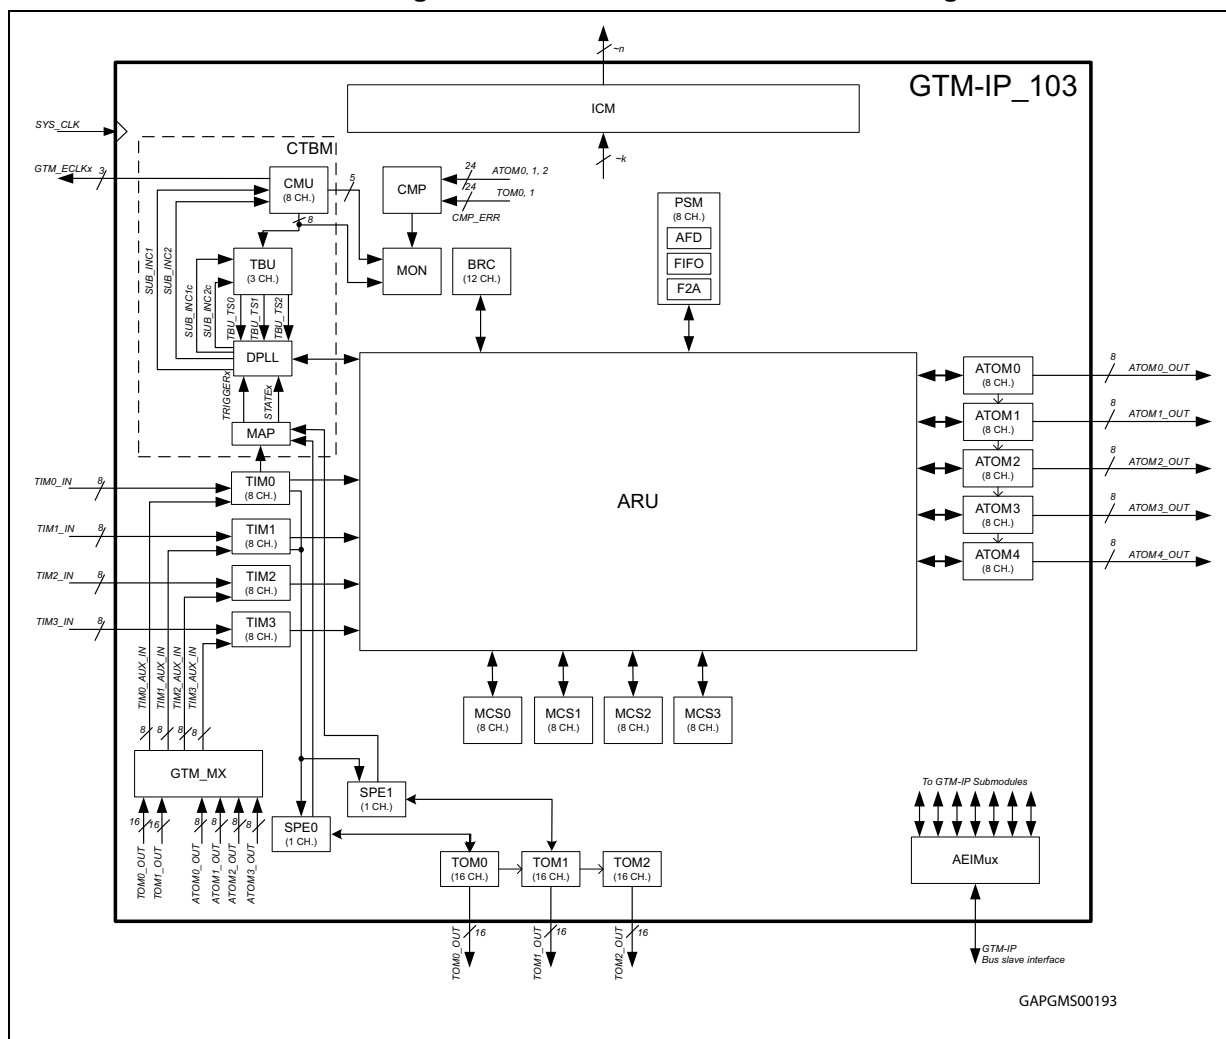 ~n
GTM-IP_103
ICM
SYS_CLK
~k
CTBM
GTM_ECLKx
3
CMU
(8 CH.)
5
8
CMP
24
ATOM0, 1, 2
24
TOM0, 1
CMP_ERR
PSM
(8 CH.)
AFD
FIFO
F2A
SUB_INC1
SUB_INC2
SUB_INC1c
SUB_INC2c
TBU
(3 CH.)
MON
BRC
(12 CH.)
TBU_TS0
TBU_TS1
TBU_TS2
DPLL
TRIGGERx
STATEx
MAP
ARU
ATOM0
(8 CH.)
8
ATOM0_OUT
ATOM1
(8 CH.)
8
ATOM1_OUT
ATOM2
(8 CH.)
8
ATOM2_OUT
ATOM3
(8 CH.)
8
ATOM3_OUT
ATOM4
(8 CH.)
8
ATOM4_OUT
TIM0_IN
8
TIM0
(8 CH.)
TIM1_IN
8
TIM1
(8 CH.)
TIM2_IN
8
TIM2
(8 CH.)
TIM3_IN
8
TIM3
(8 CH.)
TIM0_AUX_IN
TIM1_AUX_IN
TIM2_AUX_IN
TIM3_AUX_IN
8
8
8
8
MCS0
(8 CH.)
MCS1
(8 CH.)
MCS2
(8 CH.)
MCS3
(8 CH.)
GTM_MX
16
16
8
8
8
8
TOM0_OUT
TOM1_OUT
ATOM0_OUT
ATOM1_OUT
ATOM2_OUT
ATOM3_OUT
SPE1
(1 CH.)
SPE0
(1 CH.)
To GTM-IP Submodules
AEIMux
TOM0
(16 CH.)
TOM1
(16 CH.)
TOM2
(16 CH.)
16
TOM0_OUT
16
TOM1_OUT
16
TOM2_OUT
GTM-IP
Bus slave interface
GAPGMS00193